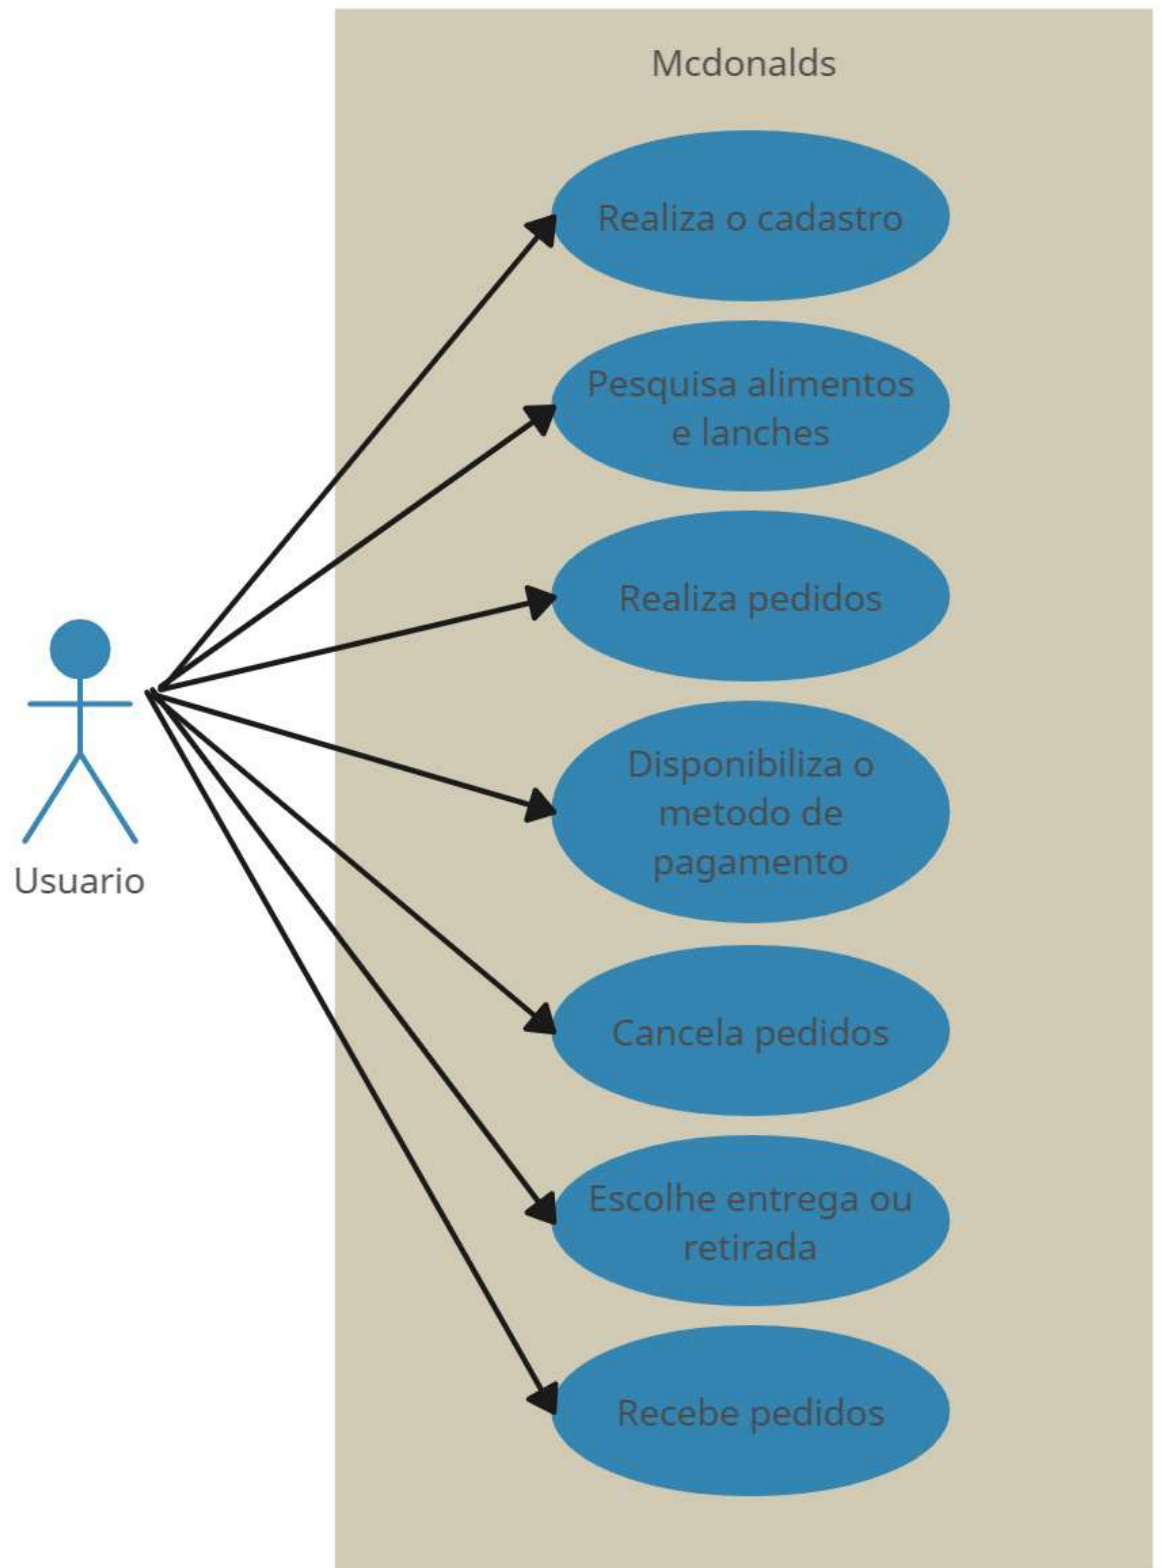 Mcdonalds
Realiza o cadastro
Pesquisa alimentos
e lanches
Realiza pedidos
Disponibiliza o
metodo de
pagamento
Usuario
Cancela pedidos
Escolhe entrega ou
retirada
Recebe pedidos